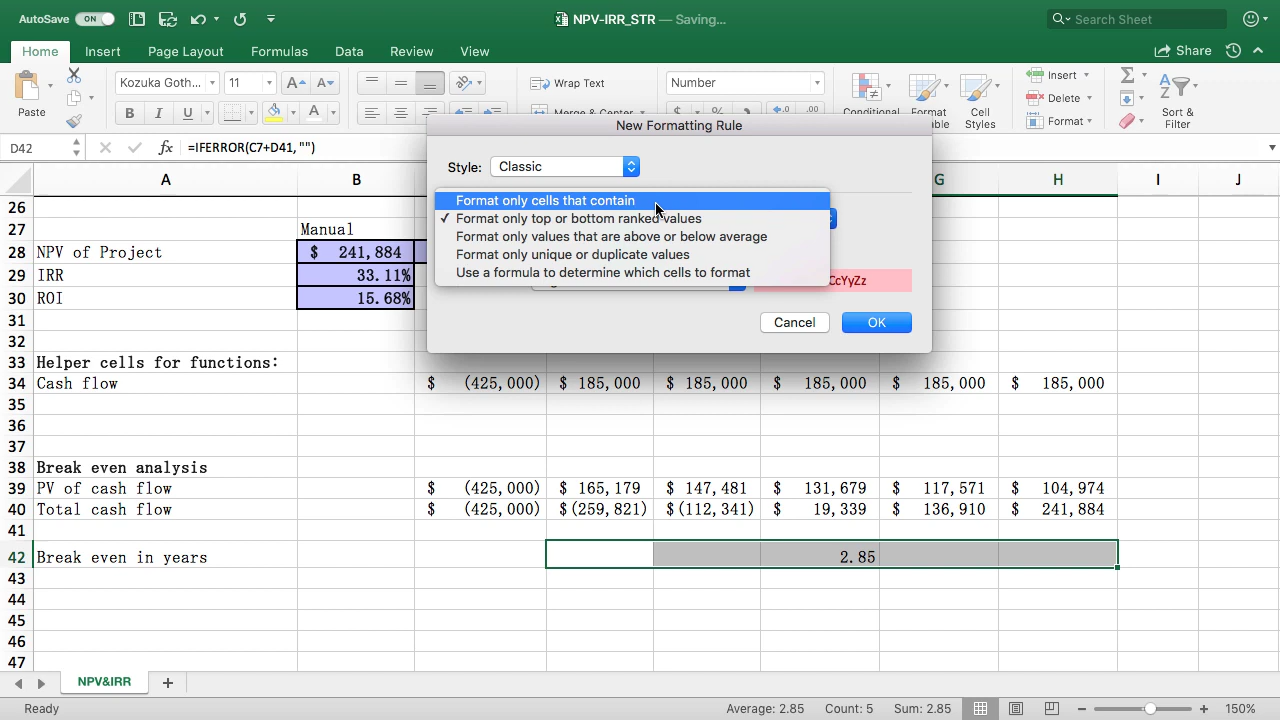 AutoSave ON NPV-IRR_STR — Saving... Search Sheet
Home Insert Page Layout Formulas Data Review View Share
Paste Kozuka Goth... 11 A A Wrap Text Number Insert
B I U A Merge & Center $ % Conditional Format Cell Styles Delete Format Sort & Filter
D42 fx =IFERROR(C7+D41, "")
New Formatting Rule
Style: Classic
Format only cells that contain
✓ Format only top or bottom ranked values
Format only values that are above or below average
Format only unique or duplicate values
Use a formula to determine which cells to format
CcYyZz
Cancel OK
A B G H I J
26
27 Manual
28 NPV of Project $ 241,884
29 IRR 33.11%
30 ROI 15.68%
31
32
33 Helper cells for functions:
34 Cash flow $ (425,000) $ 185,000 $ 185,000 $ 185,000 $ 185,000 $ 185,000
35
36
37
38 Break even analysis
39 PV of cash flow $ (425,000) $ 165,179 $ 147,481 $ 131,679 $ 117,571 $ 104,974
40 Total cash flow $ (425,000) $(259,821) $(112,341) $ 19,339 $ 136,910 $ 241,884
41
42 Break even in years 2.85
43
44
45
46
47
NPV&IRR +
Ready Average: 2.85 Count: 5 Sum: 2.85 − + 150%